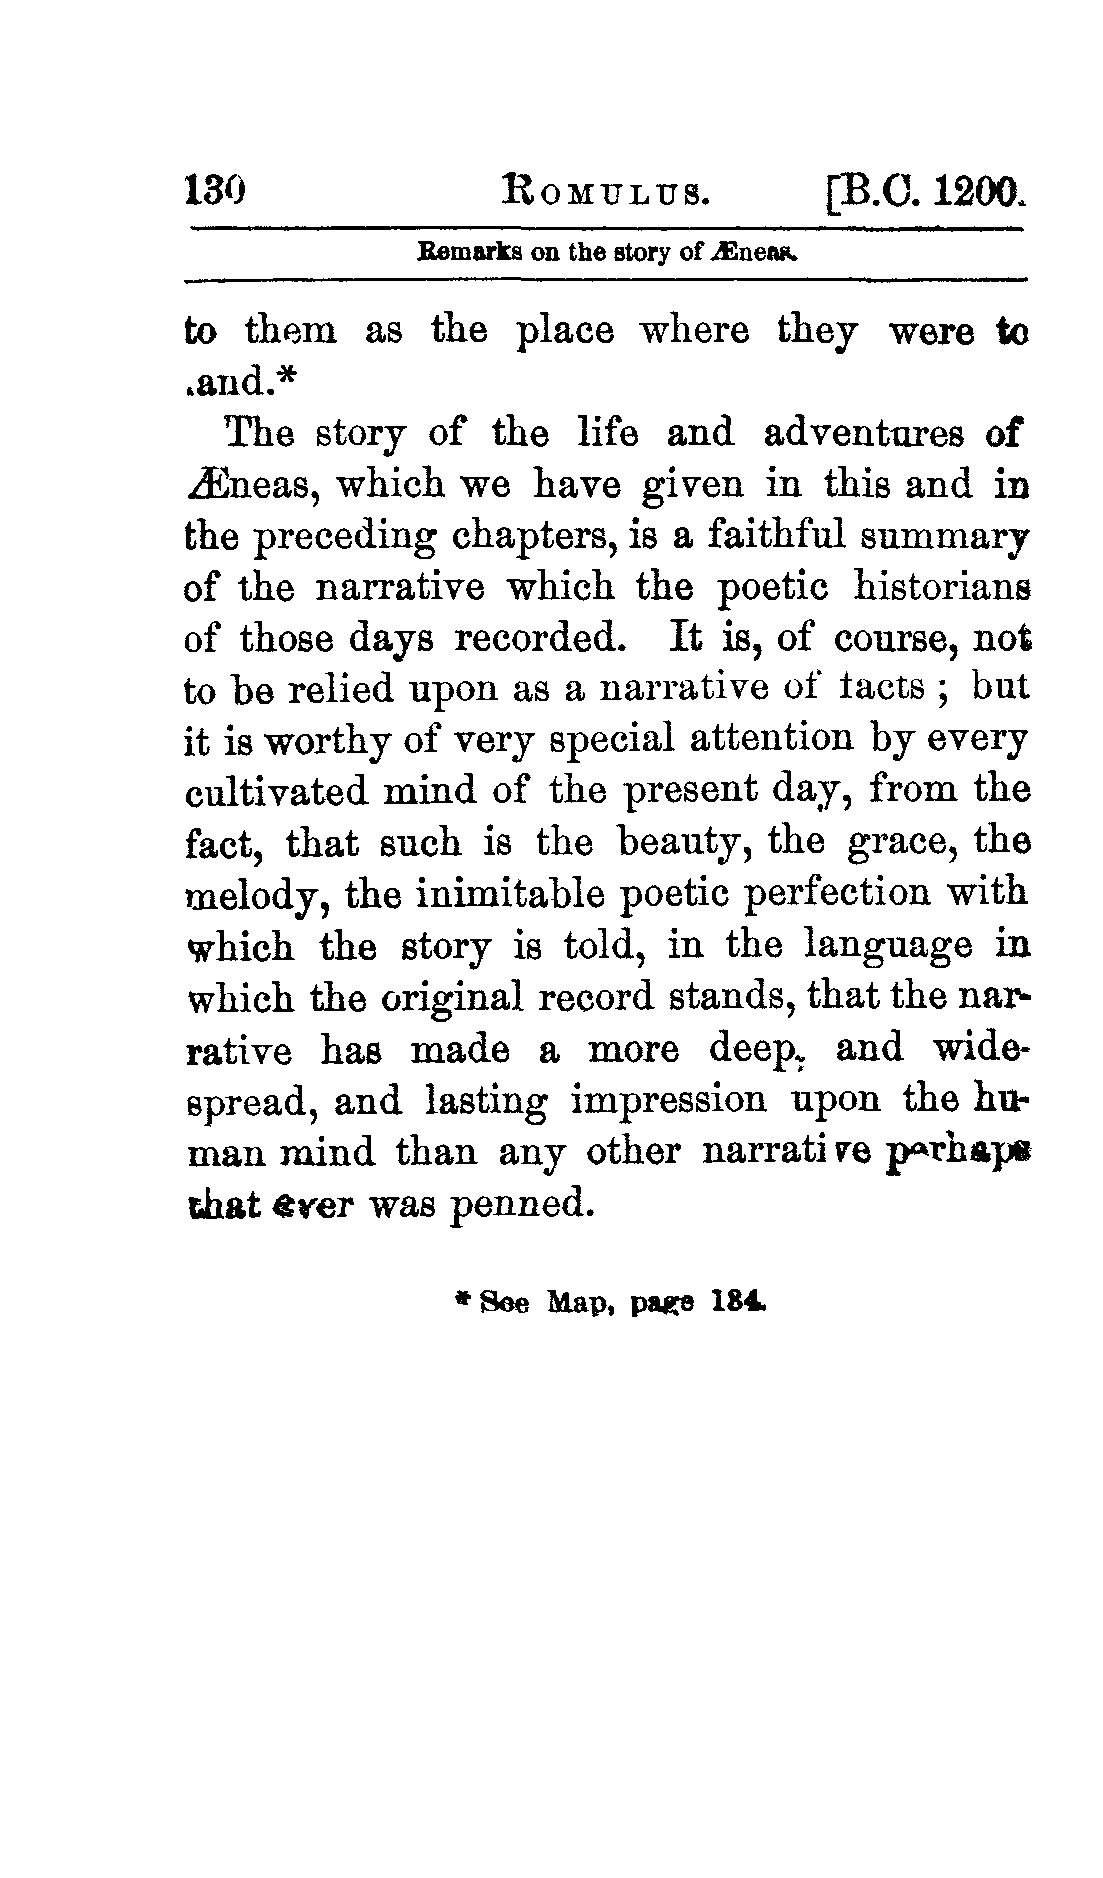 130 ROMULUS. [B.C. 1200.
Remarks on the story of Æneas.
to them as the place where they were to
land.*
The story of the life and adventures of
Æneas, which we have given in this and in
the preceding chapters, is a faithful summary
of the narrative which the poetic historians
of those days recorded. It is, of course, not
to be relied upon as a narrative of facts ; but
it is worthy of very special attention by every
cultivated mind of the present day, from the
fact, that such is the beauty, the grace, the
melody, the inimitable poetic perfection with
which the story is told, in the language in
which the original record stands, that the nar-
rative has made a more deep, and wide-
spread, and lasting impression upon the hu-
man mind than any other narrative perhaps
that ever was penned.
* See Map, page 184.